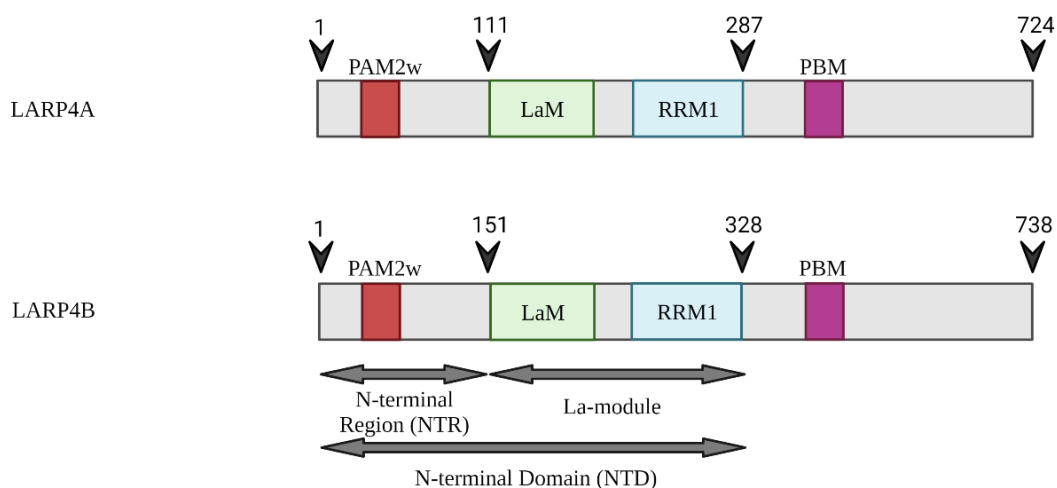 1 111 287 724
PAM2w PBM
LARP4A LaM RRM1
1 151 328 738
PAM2w PBM
LARP4B LaM RRM1
N-terminal
Region (NTR) La-module
N-terminal Domain (NTD)